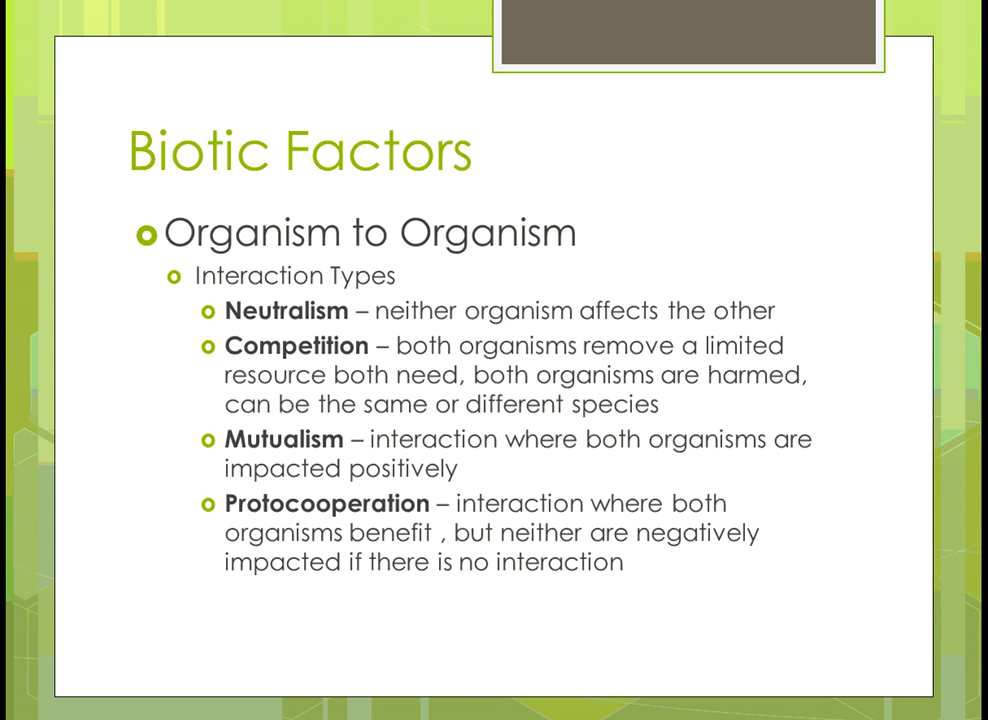 Biotic Factors
Organism to Organism
Interaction Types
Neutralism – neither organism affects the other
Competition – both organisms remove a limited
resource both need, both organisms are harmed,
can be the same or different species
Mutualism – interaction where both organisms are
impacted positively
Protocooperation – interaction where both
organisms benefit , but neither are negatively
impacted if there is no interaction